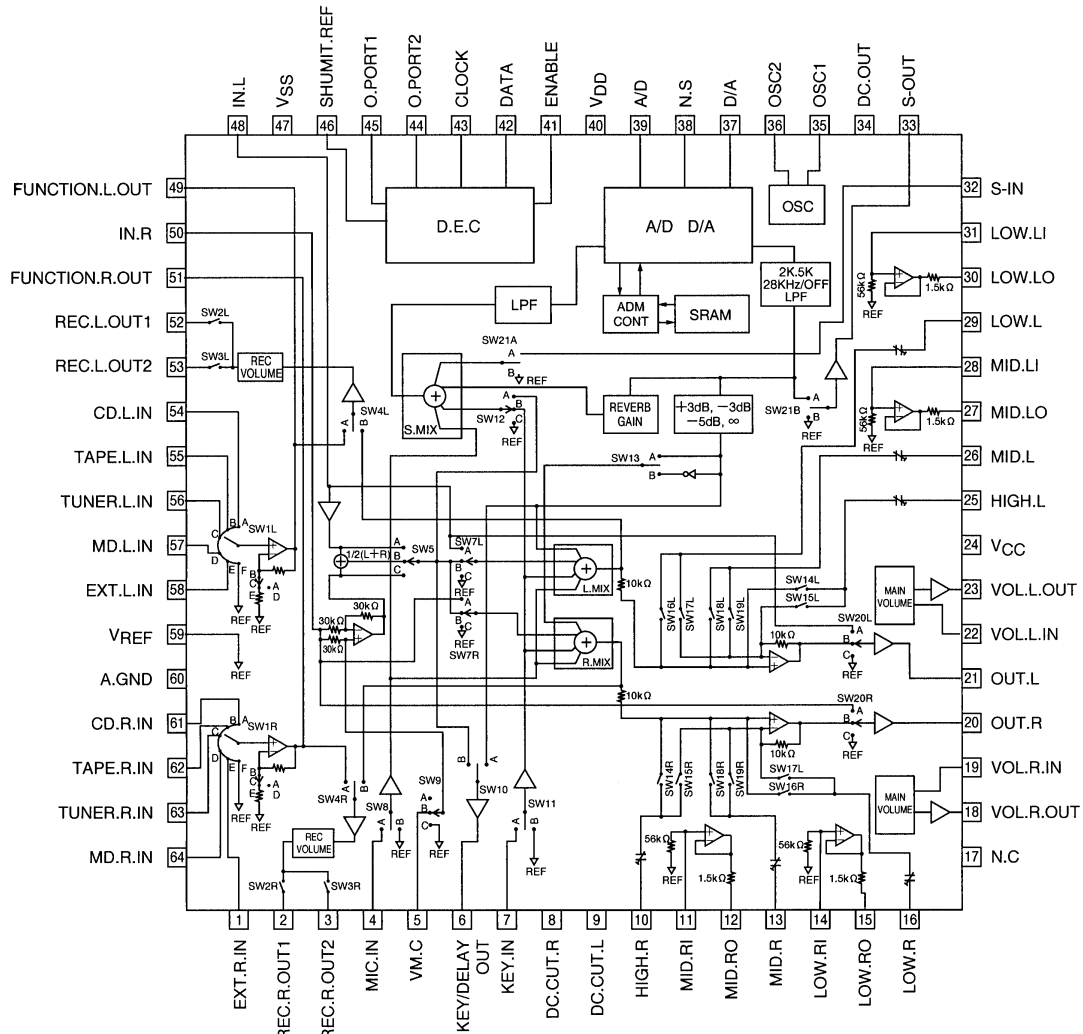 IN.L
VSS
SHUMIT.REF
O.PORT1
O.PORT2
CLOCK
DATA
ENABLE
VDD
A/D
N.S
D/A
OSC2
OSC1
DC.OUT
S-OUT
48
47
46
45
44
43
42
41
40
39
38
37
36
35
34
33
FUNCTION.L.OUT 49
IN.R 50
FUNCTION.R.OUT 51
REC.L.OUT1 52
REC.L.OUT2 53
CD.L.IN 54
TAPE.L.IN 55
TUNER.L.IN 56
MD.L.IN 57
EXT.L.IN 58
VREF 59
A.GND 60
CD.R.IN 61
TAPE.R.IN 62
TUNER.R.IN 63
MD.R.IN 64
32 S-IN
31 LOW.LI
30 LOW.LO
29 LOW.L
28 MID.LI
27 MID.LO
26 MID.L
25 HIGH.L
24 VCC
23 VOL.L.OUT
22 VOL.L.IN
21 OUT.L
20 OUT.R
19 VOL.R.IN
18 VOL.R.OUT
17 N.C
D.E.C
A/D D/A
OSC
2K.5K
28KHz/OFF
LPF
LPF
ADM
CONT
SRAM
56kΩ
REF
1.5kΩ
56kΩ
REF
1.5kΩ
SW2L
SW3L
REC
VOLUME
SW4L
A
B
SW21A
A
B
REF
S.MIX
SW12
A
B
C
REF
REVERB
GAIN
+3dB, −3dB
−5dB, ∞
SW21B
A
B
REF
SW13
A
B
SW1L
A
B
C
D
E
F
REF
B
C
E
A
D
REF
1/2(L+R)
SW5
A
B
C
SW7L
A
B
C
REF
A
B
C
REF
SW7R
L.MIX
R.MIX
10kΩ
10kΩ
30kΩ
30kΩ
30kΩ
REF
SW16L
SW17L
SW18L
SW19L
SW14L
SW15L
10kΩ
SW20L
A
B
C
REF
MAIN
VOLUME
SW20R
A
B
C
REF
10kΩ
SW14R
SW15R
SW18R
SW19R
SW17L
SW16R
MAIN
VOLUME
SW1R
A
B
C
D
E
F
REF
B
C
E
A
D
REF
SW4R
A
B
REC
VOLUME
SW2R
SW3R
SW8
A
B
REF
SW9
A
B
C
REF
B
A
SW10
SW11
A
B
REF
56kΩ
REF
1.5kΩ
56kΩ
REF
1.5kΩ
1
2
3
4
5
6
7
8
9
10
11
12
13
14
15
16
EXT.R.IN
REC.R.OUT1
REC.R.OUT2
MIC.IN
VM.C
KEY/DELAY
OUT
KEY.IN
DC.CUT.R
DC.CUT.L
HIGH.R
MID.RI
MID.RO
MID.R
LOW.RI
LOW.RO
LOW.R